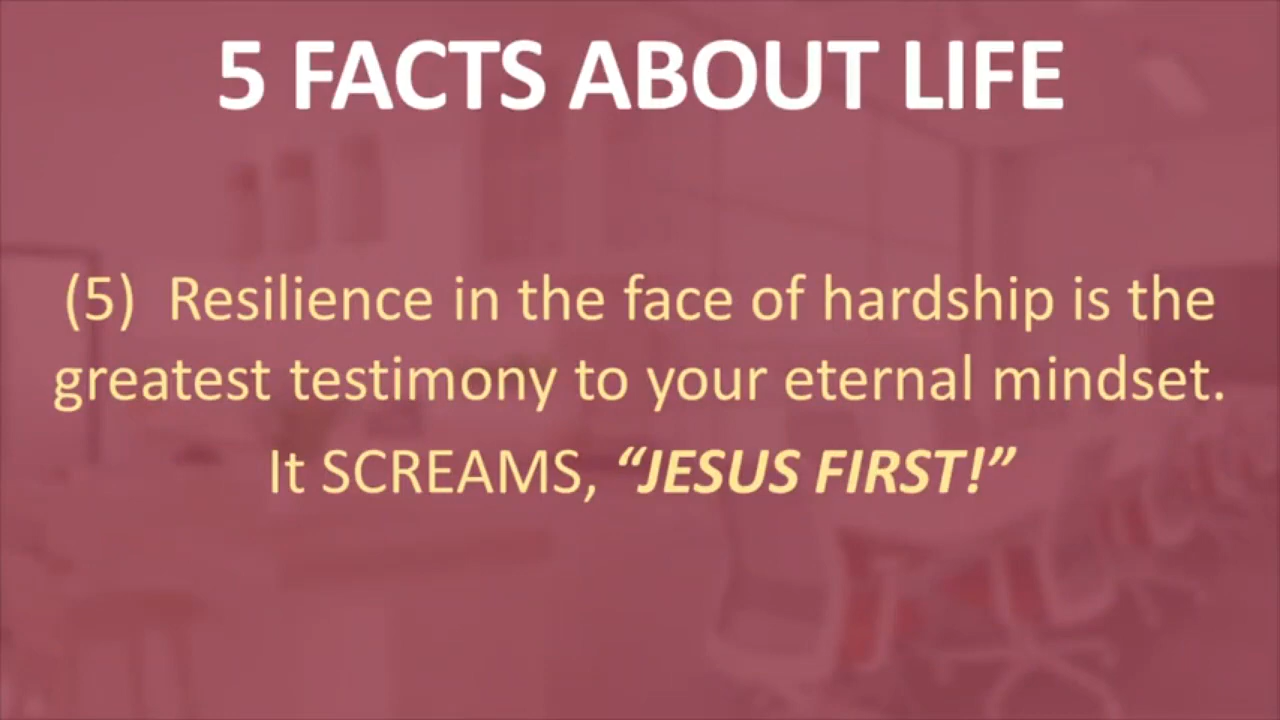 5 FACTS ABOUT LIFE
(5) Resilience in the face of hardship is the
greatest testimony to your eternal mindset.
It SCREAMS, “JESUS FIRST!”